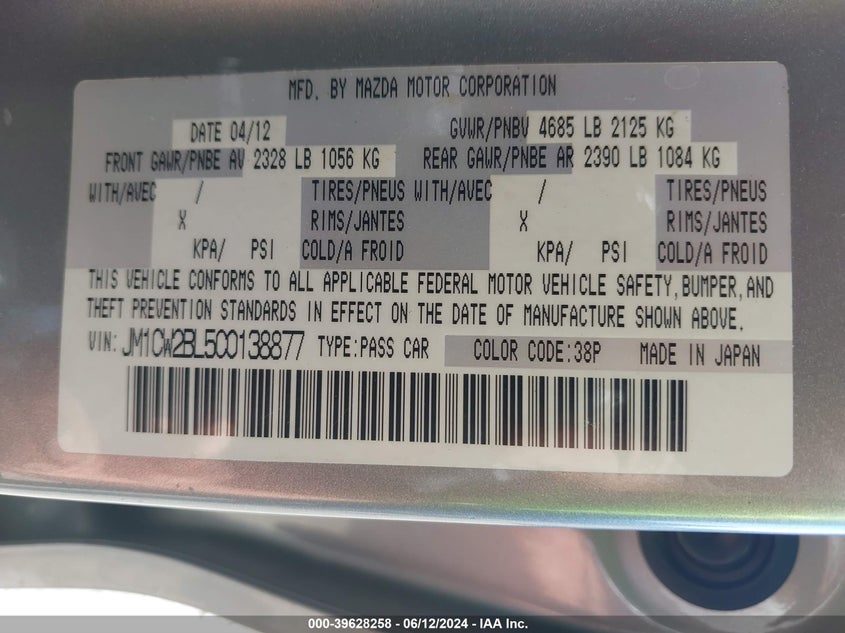 MFD. BY MAZDA MOTOR CORPORATION
DATE 04/12 GVWR/PNBV 4685 LB 2125 KG
FRONT GAWR/PNBE AV 2328 LB 1056 KG REAR GAWR/PNBE AR 2390 LB 1084 KG
WITH/AVEC / TIRES/PNEUS WITH/AVEC / TIRES/PNEUS
X RIMS/JANTES X RIMS/JANTES
KPA/ PSI COLD/A FROID KPA/ PSI COLD/A FROID
THIS VEHICLE CONFORMS TO ALL APPLICABLE FEDERAL MOTOR VEHICLE SAFETY, BUMPER, AND
THEFT PREVENTION STANDARDS IN EFFECT ON THE DATE OF MANUFACTURE SHOWN ABOVE.
VIN: JM1CW2BL5C0138877 TYPE:PASS CAR COLOR CODE:38P MADE IN JAPAN
000-39628258 - 06/12/2024 - IAA Inc.